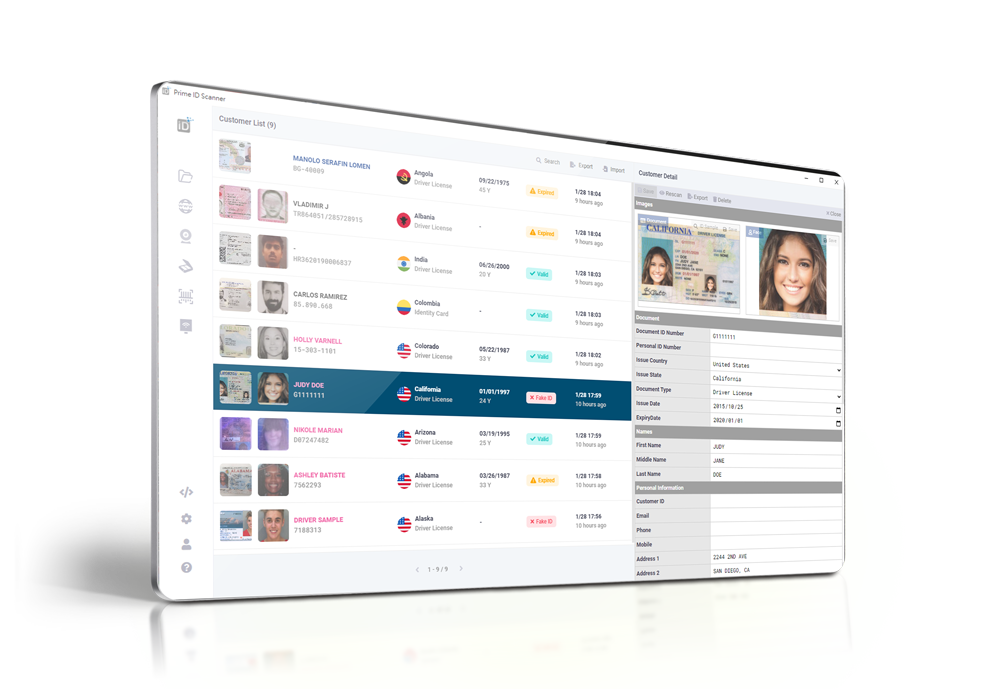 Prime ID Scanner
iD
Customer List (9)
Search
Export
Import
MANOLO SERAFIN LOMEN
BG-48009
Angola
Driver License
09/22/1975
45 Y
Expired
1/28 18:04
9 hours ago
VLADIMIR J
TR864051/285728915
Albania
Driver License
-
Expired
1/28 18:04
9 hours ago
-
HR3620190006037
India
Driver License
06/26/2000
20 Y
Valid
1/28 18:03
9 hours ago
CARLOS RAMIREZ
85.090.668
Colombia
Identity Card
-
Valid
1/28 18:03
9 hours ago
HOLLY VARNELL
15-303-1101
Colorado
Driver License
05/22/1987
33 Y
Valid
1/28 18:02
9 hours ago
JUDY DOE
G1111111
California
Driver License
01/01/1997
24 Y
Fake ID
1/28 17:59
10 hours ago
NIKOLE MARIAN
D07247482
Arizona
Driver License
03/19/1995
25 Y
Valid
1/28 17:59
10 hours ago
ASHLEY BATISTE
7562293
Alabama
Driver License
03/26/1987
33 Y
Expired
1/28 17:58
10 hours ago
DRIVER SAMPLE
7188313
Alaska
Driver License
-
Fake ID
1/28 17:56
10 hours ago
1 - 9 / 9
Customer Detail
Save
Rescan
Export
Delete
Close
Images
Document
Save
CALIFORNIA
DRIVER LICENSE
Face
Save
Document
Document ID Number G1111111
Personal ID Number
Issue Country United States
Issue State California
Document Type Driver License
Issue Date 2015/10/25
ExpiryDate 2020/01/01
Names
First Name JUDY
Middle Name JANE
Last Name DOE
Personal Information
Customer ID
Email
Phone
Mobile
Address 1 2244 2ND AVE
Address 2 SAN DIEGO, CA